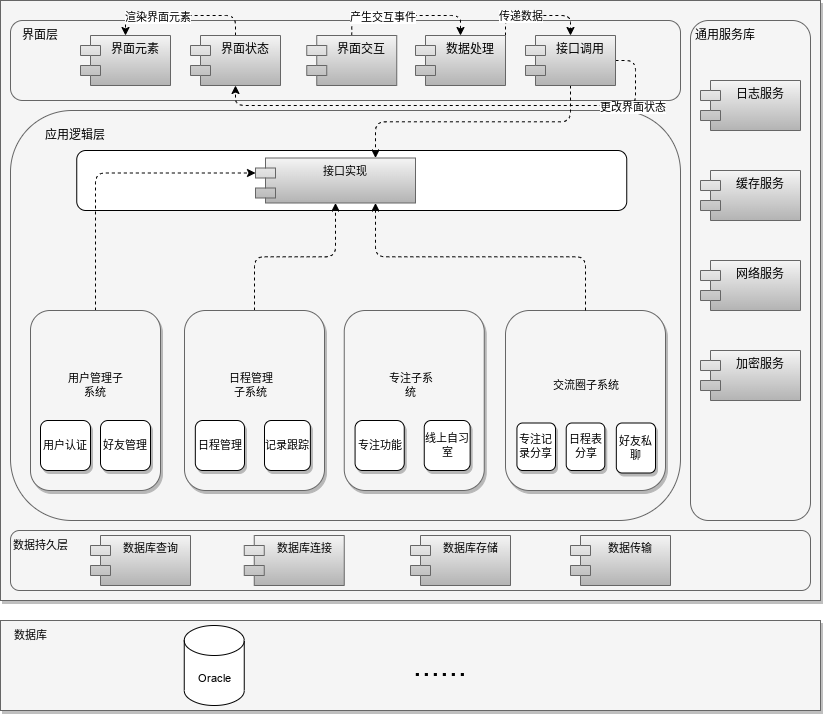 渲染界面元素
产生交互事件
传递数据
界面层
界面元素
界面状态
界面交互
数据处理
接口调用
更改界面状态
通用服务库
日志服务
缓存服务
网络服务
加密服务
应用逻辑层
接口实现
用户管理子
系统
用户认证
好友管理
日程管理
子系统
日程管理
记录跟踪
专注子系
统
专注功能
线上自习
室
交流圈子系统
专注记
录分享
日程表
分享
好友私
聊
数据持久层
数据库查询
数据库连接
数据库存储
数据传输
数据库
Oracle
......